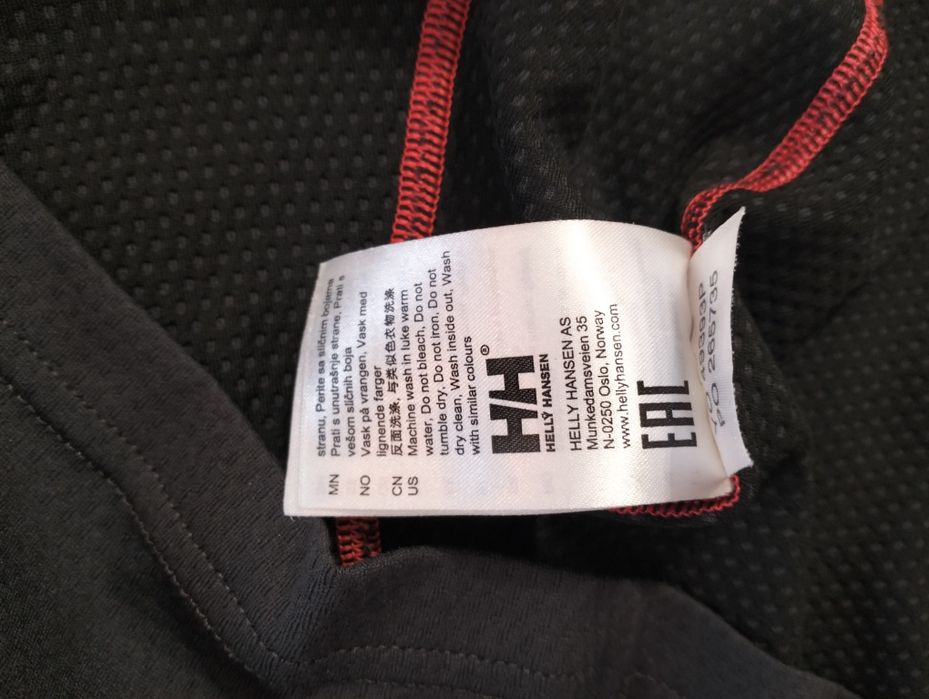 stranu, Perite sa sličnim bojama
MN Prati s unutrašnje strane, Prati s
vešom sličnih boja
NO Vask på vrangen, Vask med
lignende farger
CN 反面洗涤, 与类似色衣物洗涤
US Machine wash in luke warm
water, Do not bleach, Do not
tumble dry, Do not iron, Do not
dry clean, Wash inside out, Wash
with similar colours
HH®
HELLY HANSEN
HELLY HANSEN AS
Munkedamsveien 35
N-0250 Oslo, Norway
www.hellyhansen.com
EAC
PO 266735